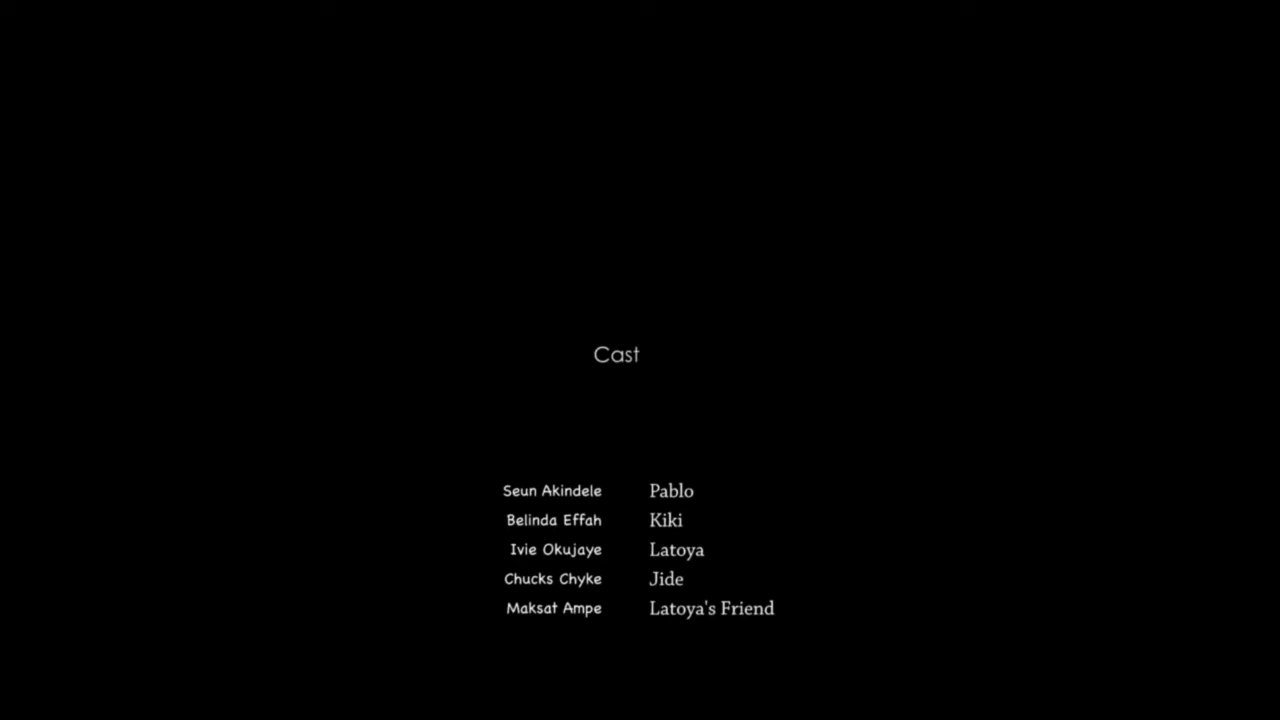 Cast
Seun Akindele Pablo
Belinda Effah Kiki
Ivie Okujaye Latoya
Chucks Chyke Jide
Maksat Ampe Latoya's Friend